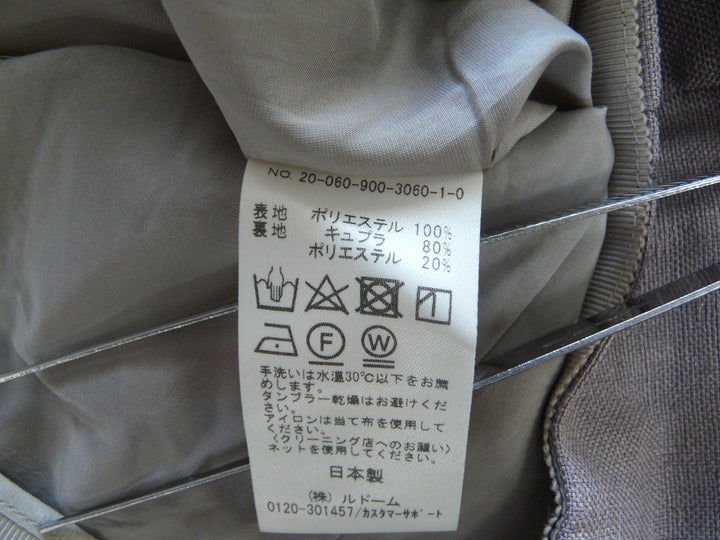 NO. 20-060-900-3060-1-0
表地 ポリエステル 100%
裏地 キュプラ 80%
ポリエステル 20%
F W
手洗いは水温30℃以下をお薦
めします。
タンブラー乾燥はお避けくだ
さい。
アイロンは当て布を使用して
ください。
〈クリーニング店へのお願い〉
ネットを使用してください。
日本製
(株) ルドーム
0120-301457/カスタマーサポート